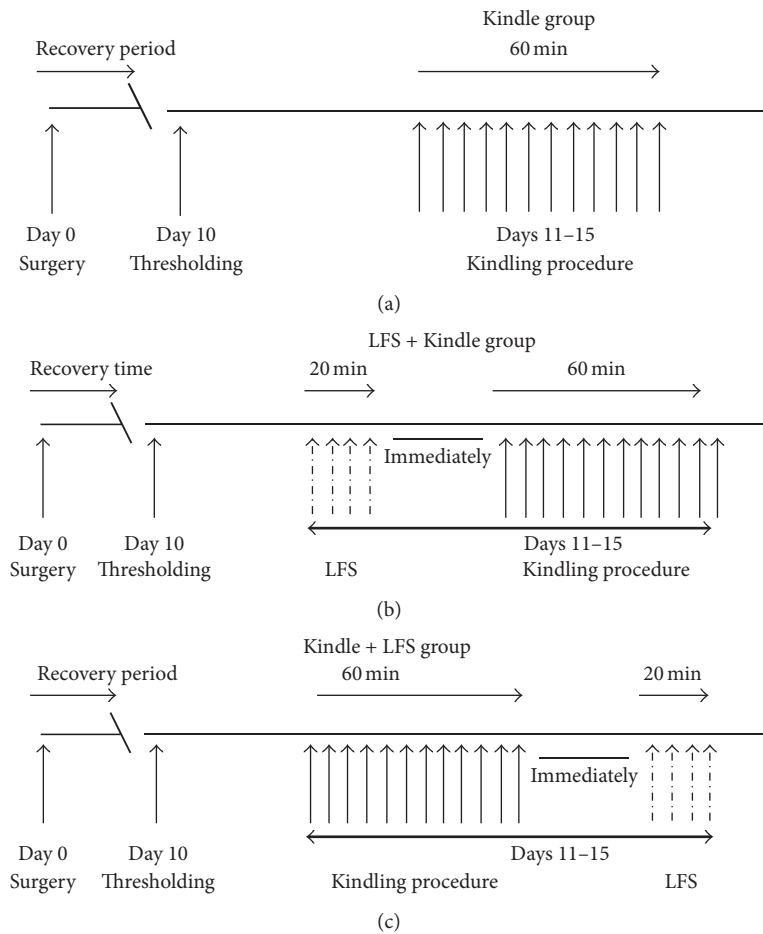 Kindle group
Recovery period
60 min
Day 0
Surgery
Day 10
Thresholding
Days 11–15
Kindling procedure
(a)
LFS + Kindle group
Recovery time
20 min
60 min
Immediately
Day 0
Surgery
Day 10
Thresholding
LFS
Days 11–15
Kindling procedure
(b)
Kindle + LFS group
Recovery period
60 min
20 min
Immediately
Day 0
Surgery
Day 10
Thresholding
Days 11–15
Kindling procedure
LFS
(c)